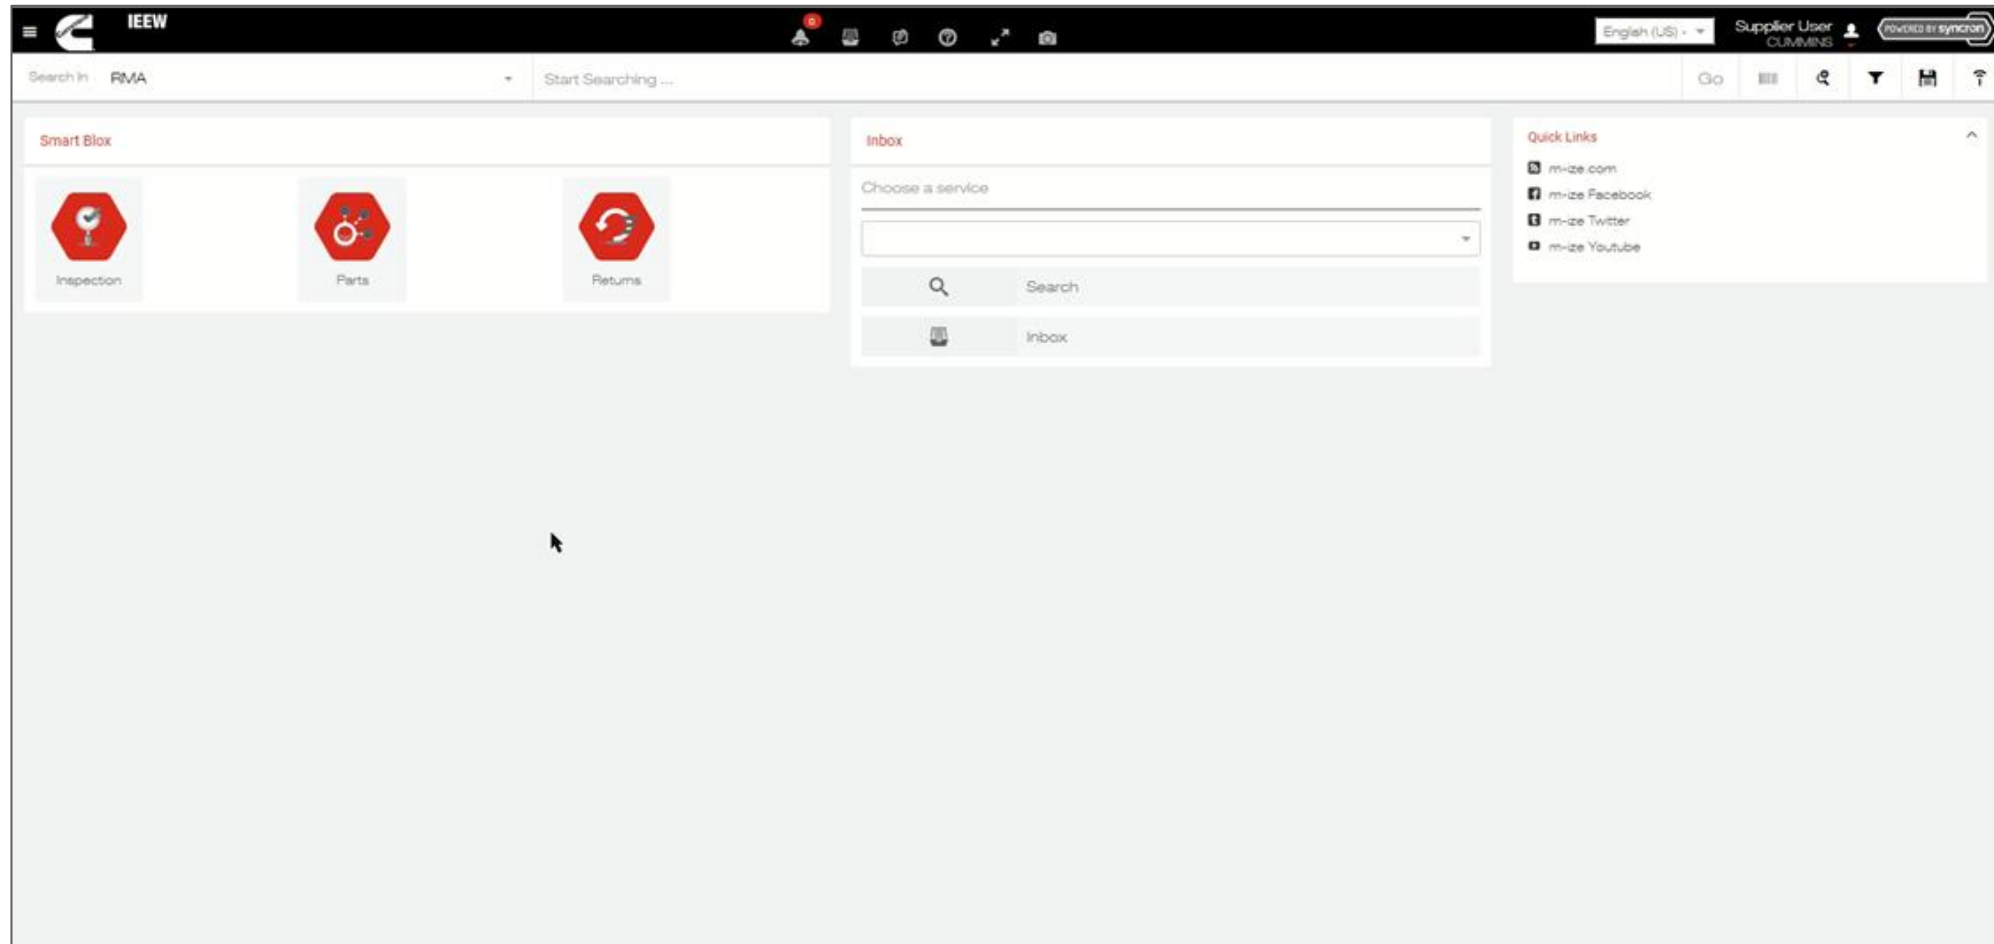 IEEW
0
English (US) -
Supplier User
CUMMINS
POWERED BY syncron
Search In RMA
Start Searching ...
Go
Smart Blox
Inspection
Parts
Returns
Inbox
Choose a service
Search
Inbox
Quick Links
m-ize.com
m-ize Facebook
m-ize Twitter
m-ize Youtube